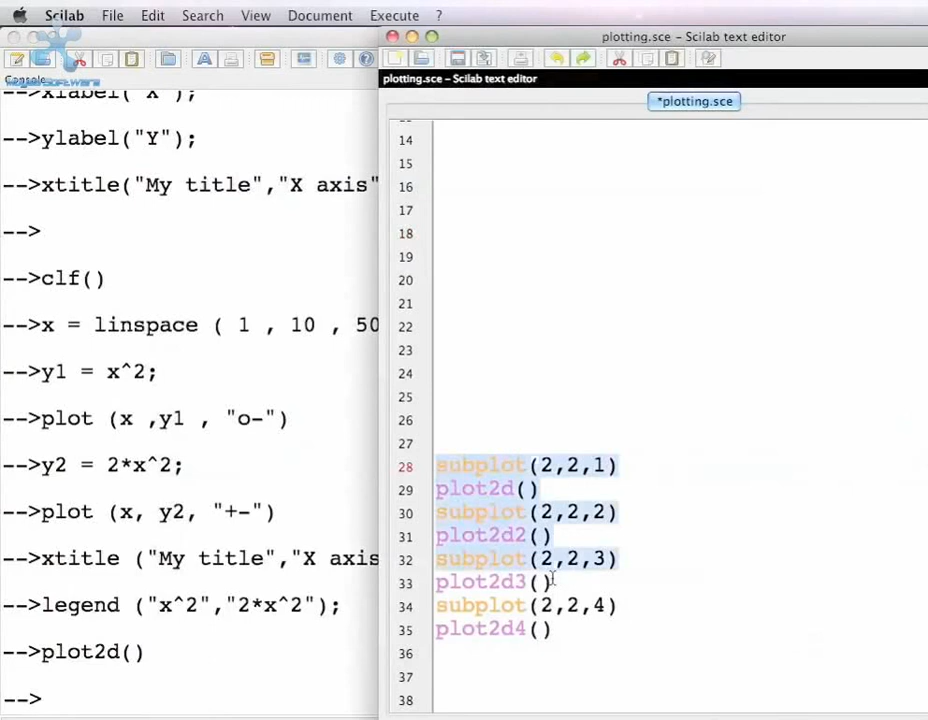 Scilab File Edit Search View Document Execute ?
plotting.sce - Scilab text editor
Console
plotting.sce - Scilab text editor
*plotting.sce
-->xlabel("X");
-->ylabel("Y");
-->xtitle("My title","X axis"
-->
-->clf()
-->x = linspace ( 1 , 10 , 50
-->y1 = x^2;
-->plot (x ,y1 , "o-")
-->y2 = 2*x^2;
-->plot (x, y2, "+-")
-->xtitle ("My title","X axis
-->legend ("x^2","2*x^2");
-->plot2d()
-->
14
15
16
17
18
19
20
21
22
23
24
25
26
27
28 subplot(2,2,1)
29 plot2d()
30 subplot(2,2,2)
31 plot2d2()
32 subplot(2,2,3)
33 plot2d3()
34 subplot(2,2,4)
35 plot2d4()
36
37
38